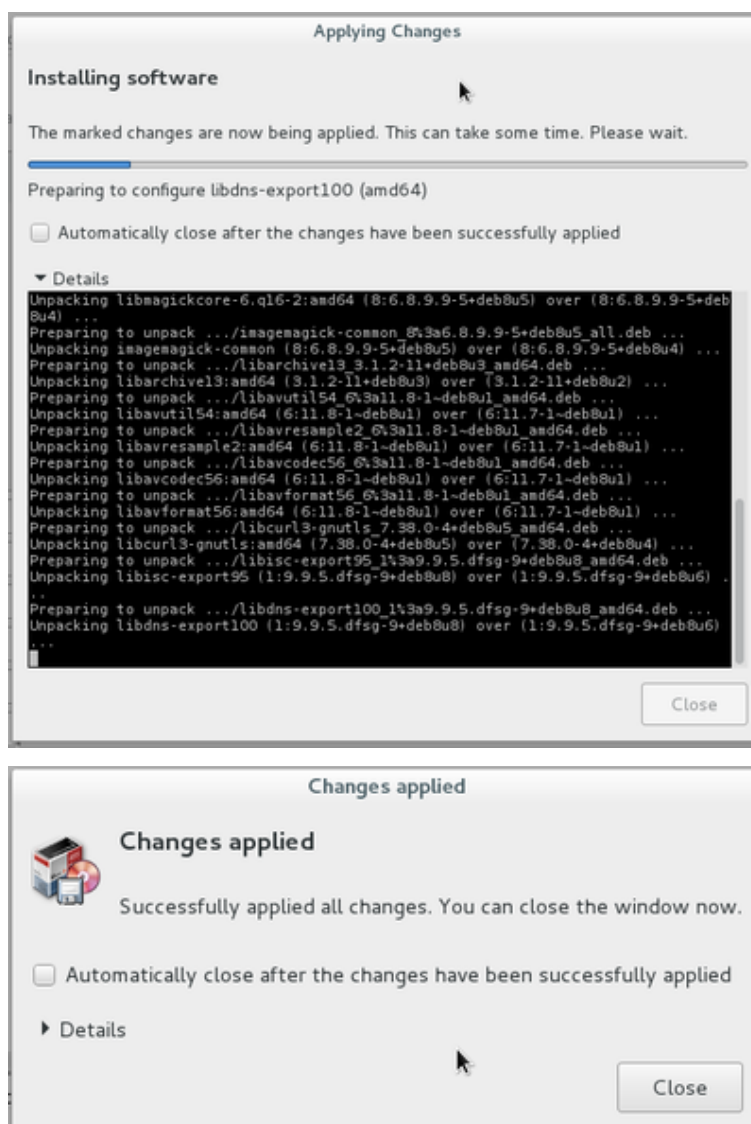 Applying Changes
Installing software
The marked changes are now being applied. This can take some time. Please wait.
Preparing to configure libdns-export100 (amd64)
Automatically close after the changes have been successfully applied
Details
Unpacking libmagickcore-6.q16-2:amd64 (8:6.8.9.9-5+deb8u5) over (8:6.8.9.9-5+deb
8u4) ...
Preparing to unpack .../imagemagick-common_8%3a6.8.9.9-5+deb8u5_all.deb ...
Unpacking imagemagick-common (8:6.8.9.9-5+deb8u5) over (8:6.8.9.9-5+deb8u4) ...
Preparing to unpack .../libarchive13_3.1.2-11+deb8u3_amd64.deb ...
Unpacking libarchive13:amd64 (3.1.2-11+deb8u3) over (3.1.2-11+deb8u2) ...
Preparing to unpack .../libavutil54_6%3a11.8-1~deb8u1_amd64.deb ...
Unpacking libavutil54:amd64 (6:11.8-1~deb8u1) over (6:11.7-1~deb8u1) ...
Preparing to unpack .../libavresample2_6%3a11.8-1~deb8u1_amd64.deb ...
Unpacking libavresample2:amd64 (6:11.8-1~deb8u1) over (6:11.7-1~deb8u1) ...
Preparing to unpack .../libavcodec56_6%3a11.8-1~deb8u1_amd64.deb ...
Unpacking libavcodec56:amd64 (6:11.8-1~deb8u1) over (6:11.7-1~deb8u1) ...
Preparing to unpack .../libavformat56_6%3a11.8-1~deb8u1_amd64.deb ...
Unpacking libavformat56:amd64 (6:11.8-1~deb8u1) over (6:11.7-1~deb8u1) ...
Preparing to unpack .../libcurl3-gnutls_7.38.0-4+deb8u5_amd64.deb ...
Unpacking libcurl3-gnutls:amd64 (7.38.0-4+deb8u5) over (7.38.0-4+deb8u4) ...
Preparing to unpack .../libisc-export95_1%3a9.9.5.dfsg-9+deb8u8_amd64.deb ...
Unpacking libisc-export95 (1:9.9.5.dfsg-9+deb8u8) over (1:9.9.5.dfsg-9+deb8u6) .
..
Preparing to unpack .../libdns-export100_1%3a9.9.5.dfsg-9+deb8u8_amd64.deb ...
Unpacking libdns-export100 (1:9.9.5.dfsg-9+deb8u8) over (1:9.9.5.dfsg-9+deb8u6)
...
Close
Changes applied
Changes applied
Successfully applied all changes. You can close the window now.
Automatically close after the changes have been successfully applied
Details
Close